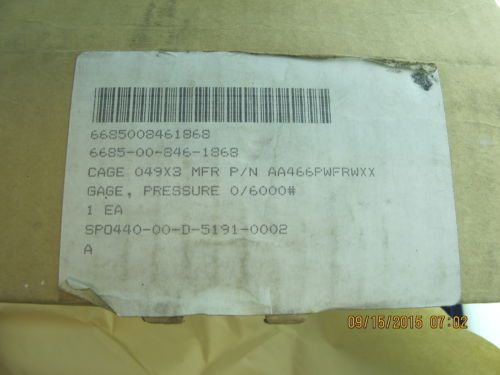 6685008461868
6685-00-846-1868
CAGE 049X3 MFR P/N AA466PWFRWXX
GAGE, PRESSURE 0/6000#
1 EA
SP0440-00-D-5191-0002
A
09/15/2015 07:02